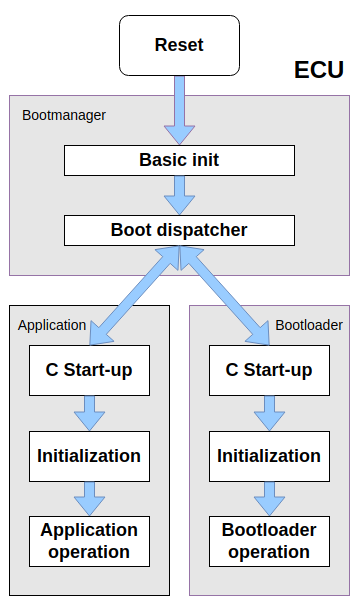 Reset
ECU
Bootmanager
Basic init
Boot dispatcher
Application
C Start-up
Initialization
Application
operation
Bootloader
C Start-up
Initialization
Bootloader
operation